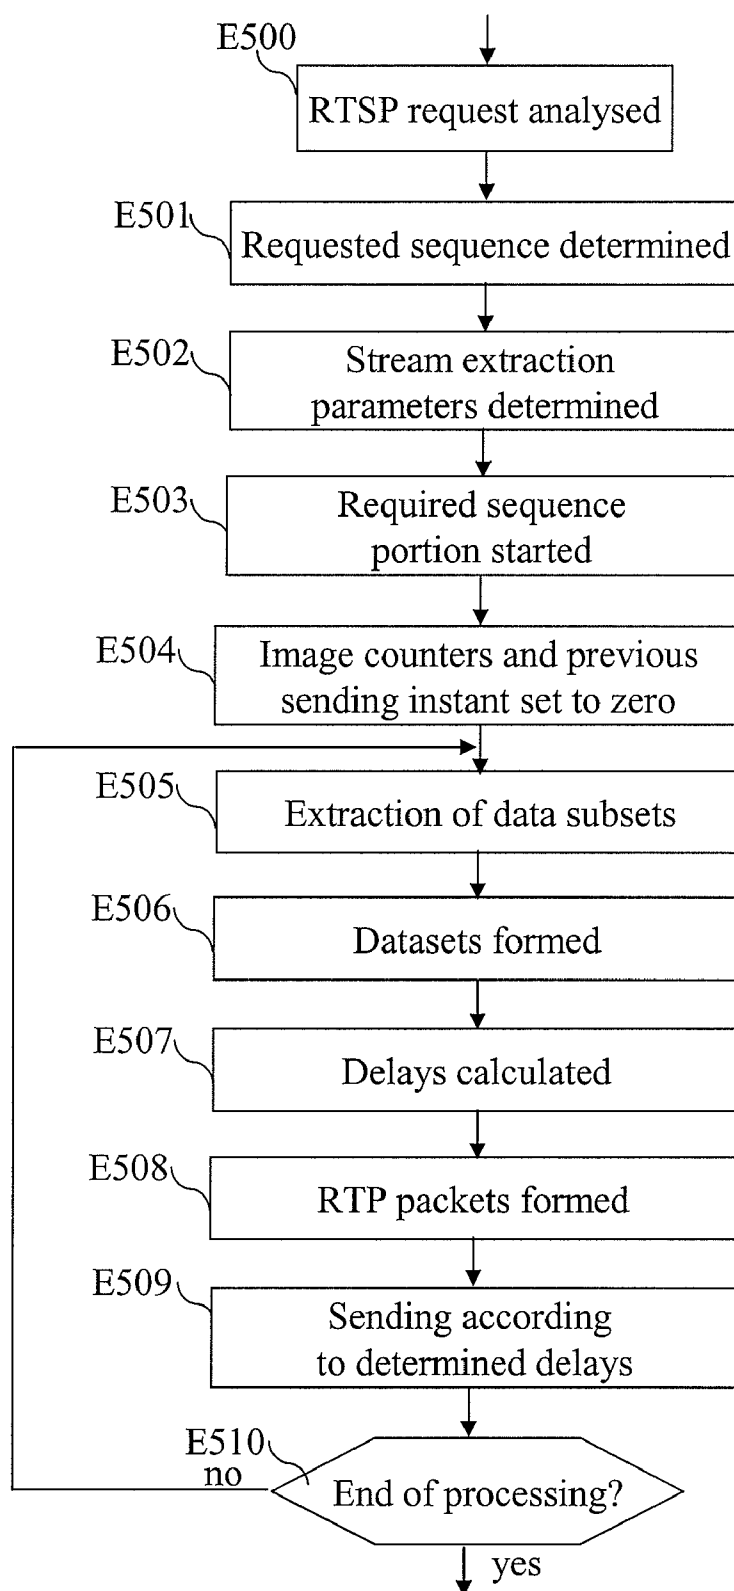 E500
RTSP request analysed
E501
Requested sequence determined
E502
Stream extraction
parameters determined
E503
Required sequence
portion started
E504
Image counters and previous
sending instant set to zero
E505
Extraction of data subsets
E506
Datasets formed
E507
Delays calculated
E508
RTP packets formed
E509
Sending according
to determined delays
E510
no
End of processing?
yes